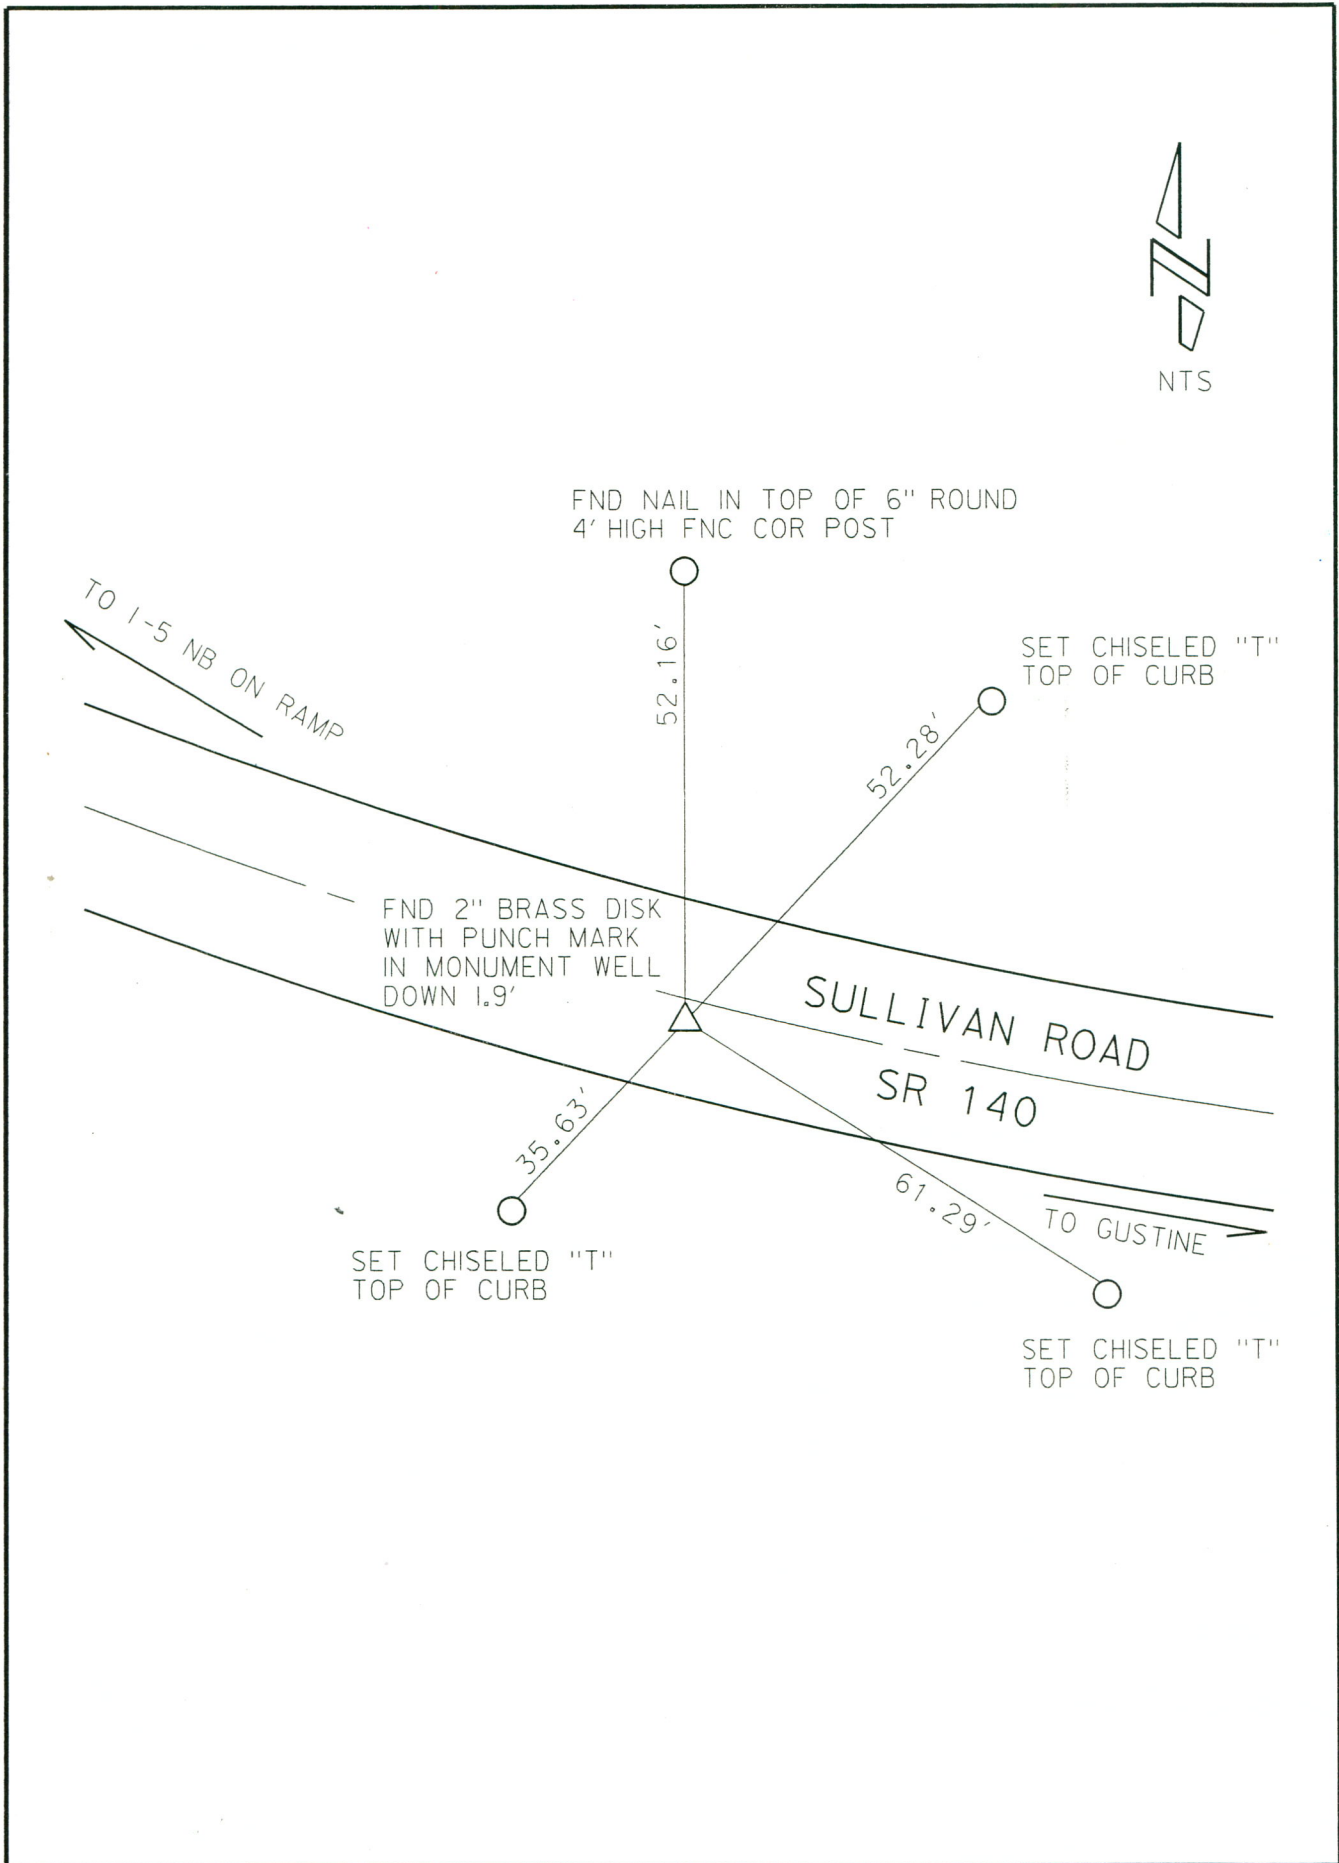 NTS
FND NAIL IN TOP OF 6" ROUND
4' HIGH FNC COR POST
TO I-5 NB ON RAMP
52.16'
SET CHISELED "T"
TOP OF CURB
52.28'
FND 2" BRASS DISK
WITH PUNCH MARK
IN MONUMENT WELL
DOWN 1.9'
SULLIVAN ROAD
SR 140
35.63'
61.29'
TO GUSTINE
SET CHISELED "T"
TOP OF CURB
SET CHISELED "T"
TOP OF CURB